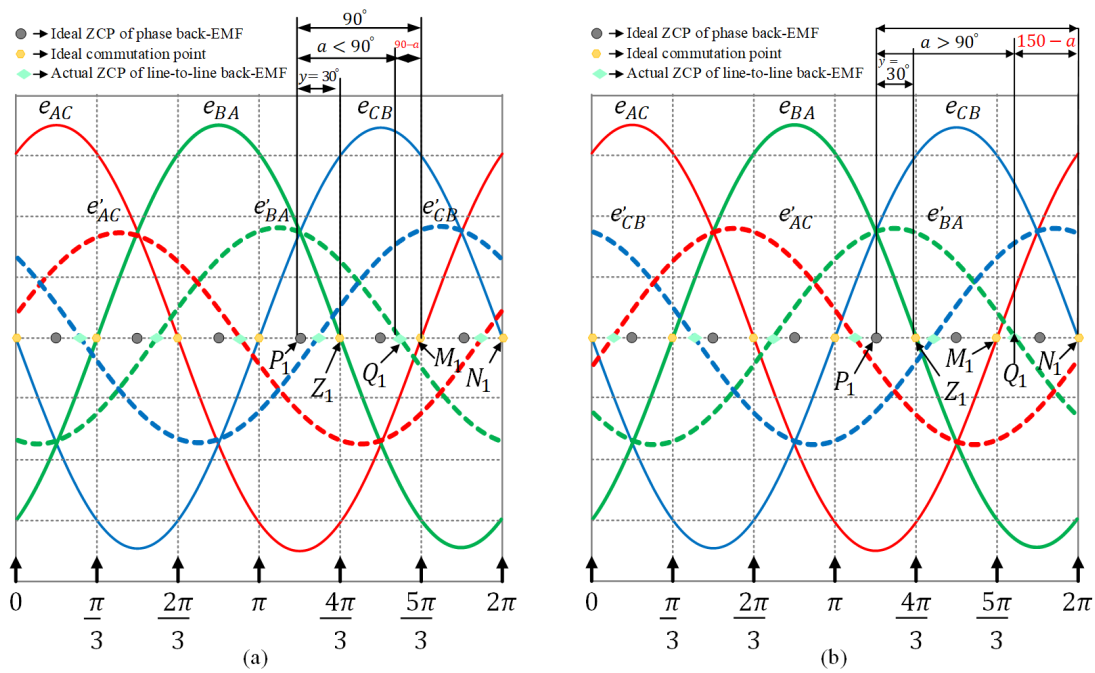 → Ideal ZCP of phase back-EMF
→ Ideal commutation point
→ Actual ZCP of line-to-line back-EMF
90°
a < 90° 90−a
y = 30°
e_AC e_BA e_CB
e'_AC e'_BA e'_CB
P_1 Z_1 Q_1 M_1 N_1
0 π/3 2π/3 π 4π/3 5π/3 2π
(a)
→ Ideal ZCP of phase back-EMF
→ Ideal commutation point
→ Actual ZCP of line-to-line back-EMF
a > 90° 150−a
y =
30°
e_AC e_BA e_CB
e'_CB e'_AC e'_BA
P_1 Z_1 M_1 Q_1 N_1
0 π/3 2π/3 π 4π/3 5π/3 2π
(b)